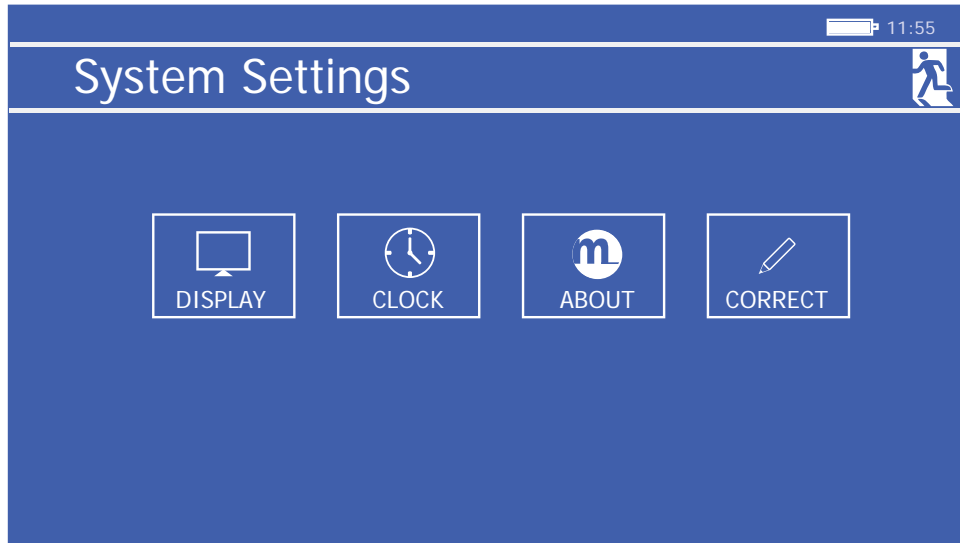 11:55
System Settings
DISPLAY
CLOCK
m
ABOUT
CORRECT